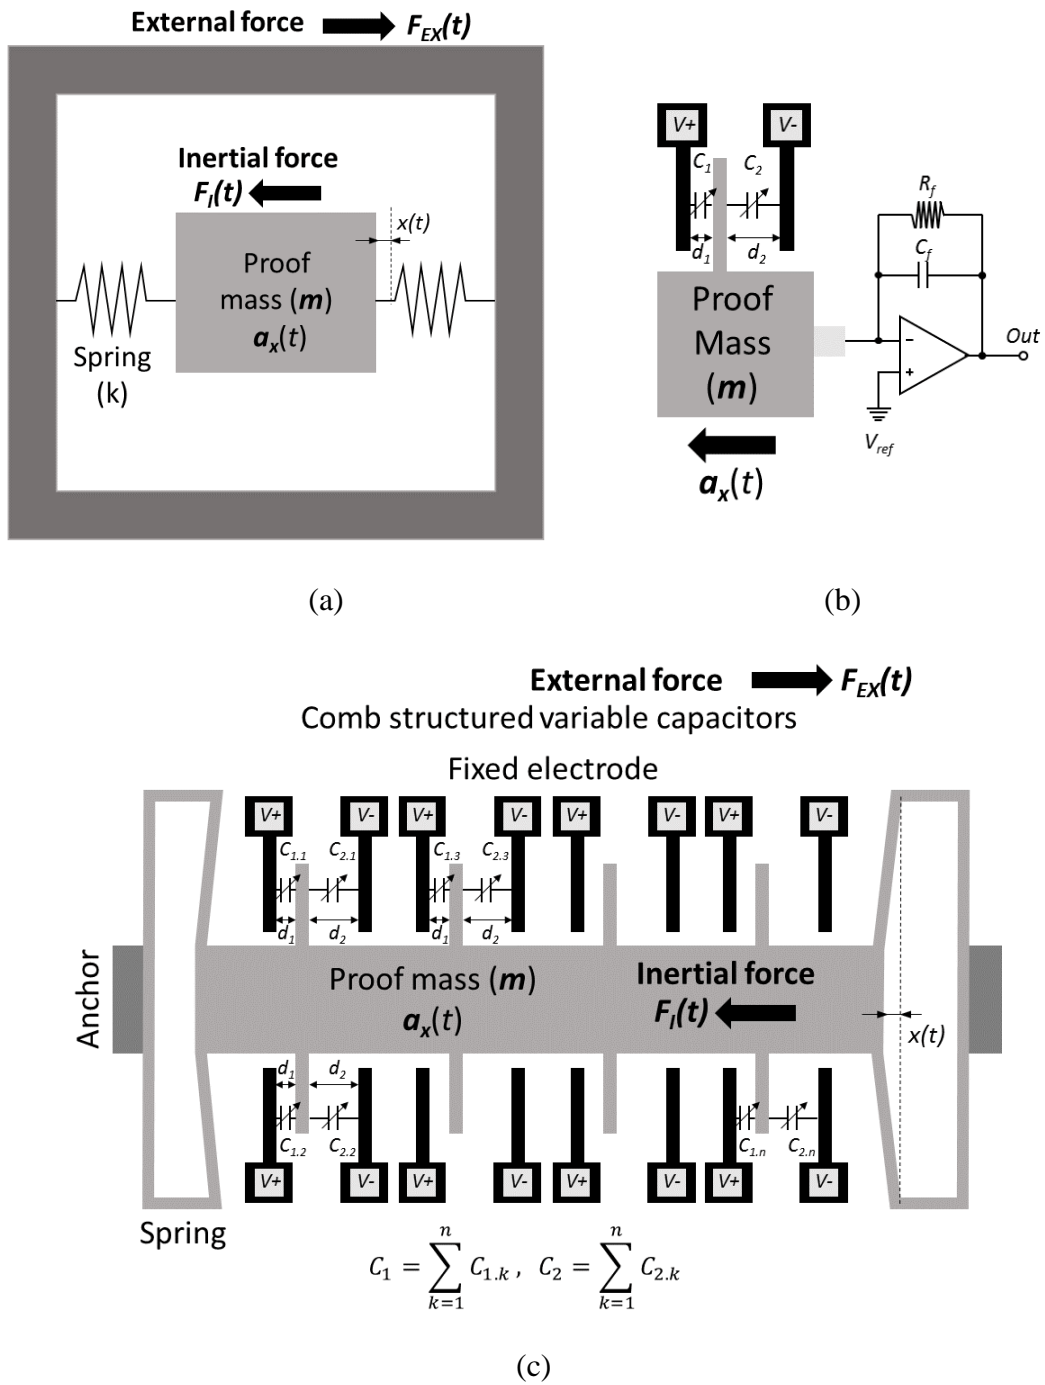 External force F_EX(t)
Inertial force
F_I(t)
x(t)
Proof
mass (m)
a_x(t)
Spring
(k)
(a)
V+ V-
C_1 C_2
d_1 d_2
Proof
Mass
(m)
a_x(t)
R_f
C_f
−
+
Out
V_ref
(b)
External force F_EX(t)
Comb structured variable capacitors
Fixed electrode
V+ V- V+ V- V+ V- V+ V-
C_1.1 C_2.1 C_1.3 C_2.3
d_1 d_2 d_1 d_2
Anchor
Proof mass (m)
a_x(t)
Inertial force
F_I(t)
x(t)
d_1 d_2
C_1.2 C_2.2 C_1.n C_2.n
V+ V- V+ V- V+ V- V+ V-
Spring
C_1 = ∑_{k=1}^{n} C_1.k , C_2 = ∑_{k=1}^{n} C_2.k
(c)